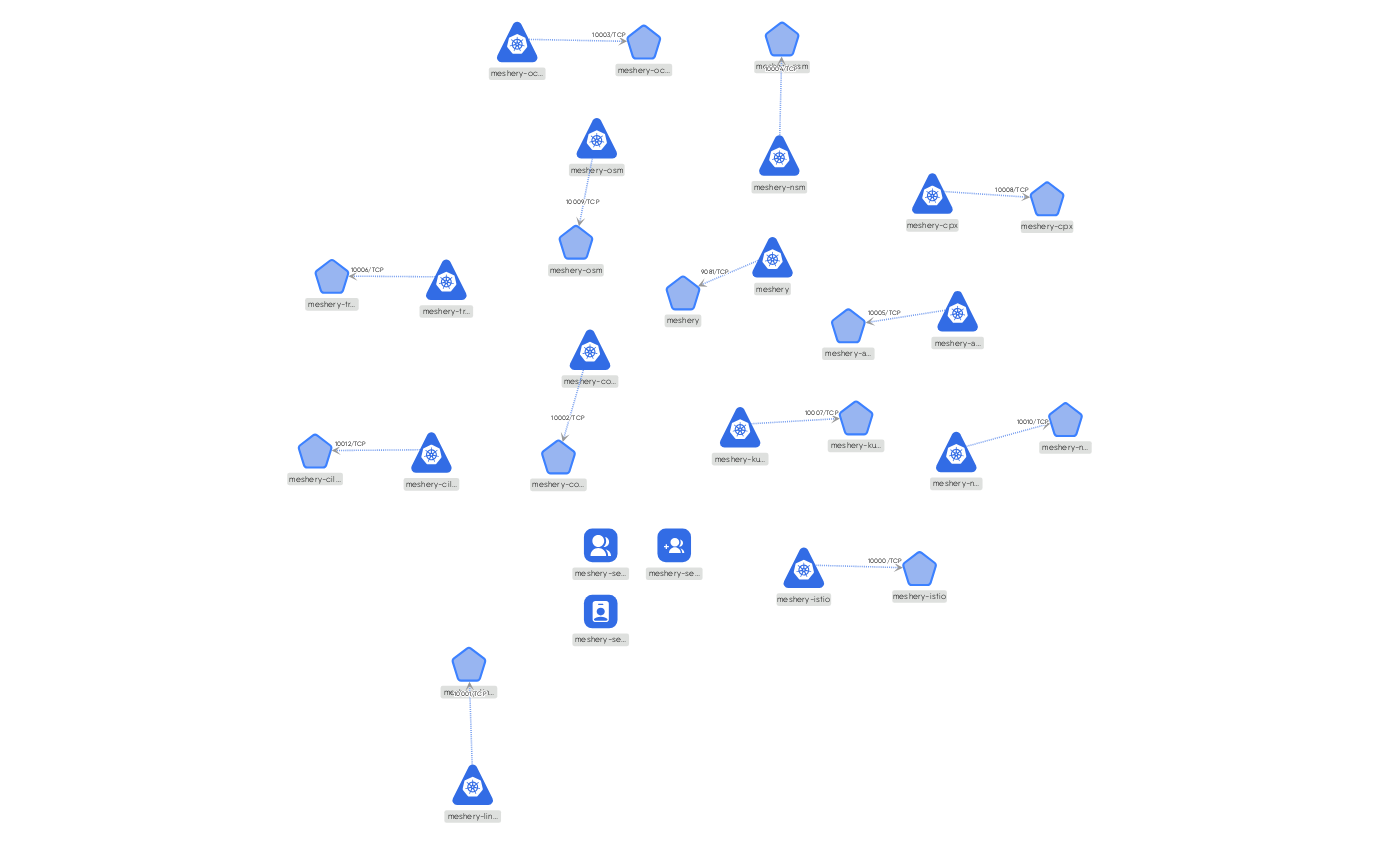 10003/TCP
meshery-oc...
meshery-oc...
10004/TCP
meshery-osm
meshery-nsm
10009/TCP
meshery-osm
10008/TCP
meshery-cpx
meshery-cpx
10006/TCP
meshery-tr...
meshery-tr...
9081/TCP
meshery
meshery
10005/TCP
meshery-a...
meshery-a...
meshery-co...
10002/TCP
meshery-co...
10007/TCP
meshery-ku...
meshery-ku...
10010/TCP
meshery-n...
meshery-n...
10012/TCP
meshery-cil...
meshery-cil...
meshery-se...
meshery-se...
meshery-se...
10000/TCP
meshery-istio
meshery-istio
10001/TCP
meshery-lin...